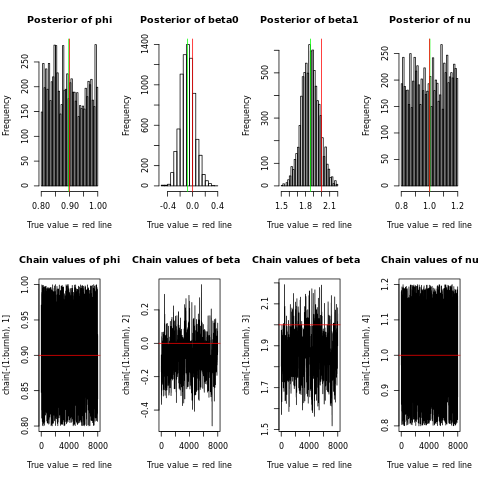 Posterior of phi
Posterior of beta0
Posterior of beta1
Posterior of nu
Frequency
0 50 100 150 200 250
0.80 0.90 1.00
True value = red line
Frequency
0 200 400 600 1000 1400
-0.4 0.0 0.4
True value = red line
Frequency
0 100 300 500
1.5 1.8 2.1
True value = red line
Frequency
0 50 100 150 200 250
0.8 1.0 1.2
True value = red line
Chain values of phi
Chain values of beta
Chain values of beta
Chain values of nu
chain[-(1:burnIn), 1]
0.80 0.85 0.90 0.95 1.00
0 4000 8000
True value = red line
chain[-(1:burnIn), 2]
-0.4 -0.2 0.0 0.2
0 4000 8000
True value = red line
chain[-(1:burnIn), 3]
1.5 1.7 1.9 2.1
0 4000 8000
True value = red line
chain[-(1:burnIn), 4]
0.8 0.9 1.0 1.1 1.2
0 4000 8000
True value = red line